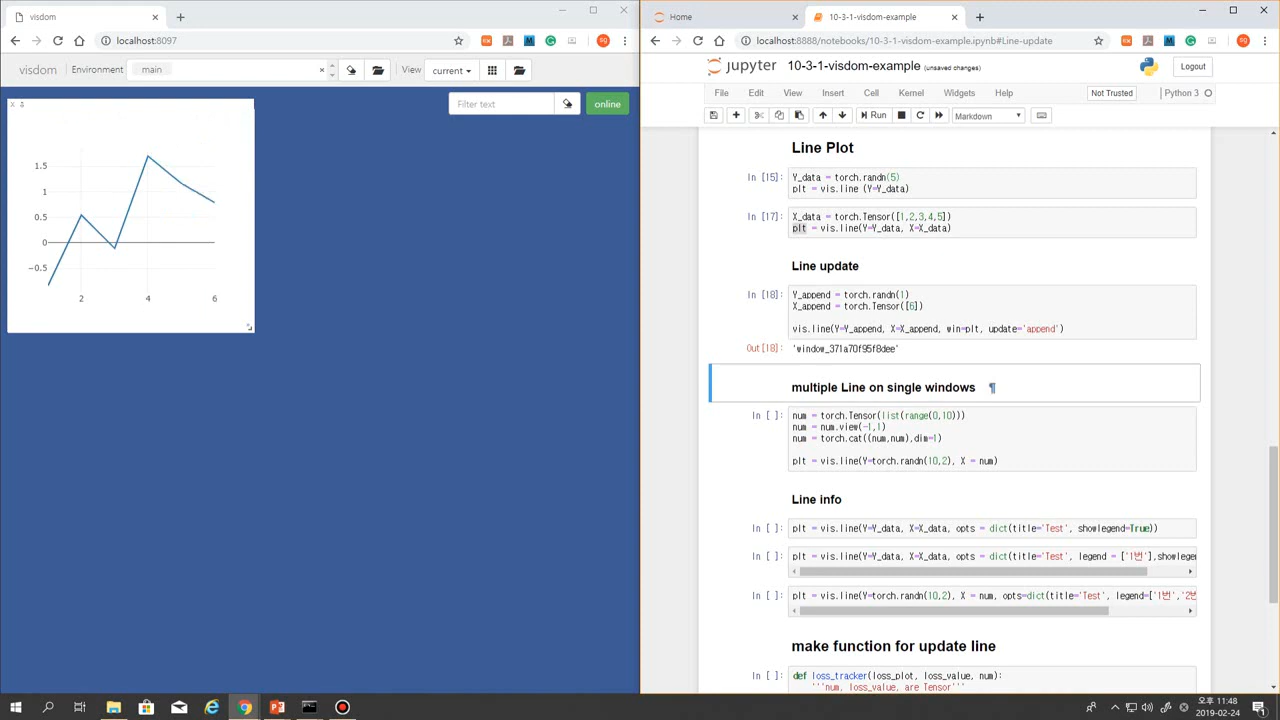 visdom
localhost:8097
visdom
Environment
main
View
current
Filter text
online
1.5
1
0.5
0
−0.5
2
4
6
Home
10-3-1-visdom-example
localhost:8888/notebooks/10-3-1-visdom-example.ipynb#Line-update
jupyter 10-3-1-visdom-example (unsaved changes)
Logout
File Edit View Insert Cell Kernel Widgets Help
Not Trusted
Python 3
Run
Markdown
Line Plot
In [15]: Y_data = torch.randn(5)
plt = vis.line (Y=Y_data)
In [17]: X_data = torch.Tensor([1,2,3,4,5])
plt = vis.line(Y=Y_data, X=X_data)
Line update
In [18]: Y_append = torch.randn(1)
X_append = torch.Tensor([6])
vis.line(Y=Y_append, X=X_append, win=plt, update='append')
Out[18]: 'window_371a70f95f8dee'
multiple Line on single windows ¶
In [ ]: num = torch.Tensor(list(range(0,10)))
num = num.view(-1,1)
num = torch.cat((num,num),dim=1)
plt = vis.line(Y=torch.randn(10,2), X = num)
Line info
In [ ]: plt = vis.line(Y=Y_data, X=X_data, opts = dict(title='Test', showlegend=True))
In [ ]: plt = vis.line(Y=Y_data, X=X_data, opts = dict(title='Test', legend = ['1번'],showlegen
In [ ]: plt = vis.line(Y=torch.randn(10,2), X = num, opts=dict(title='Test', legend=['1번','2번
make function for update line
In [ ]: def loss_tracker(loss_plot, loss_value, num):
'''num, loss_value, are Tensor'''
오후 11:48
2019-02-24